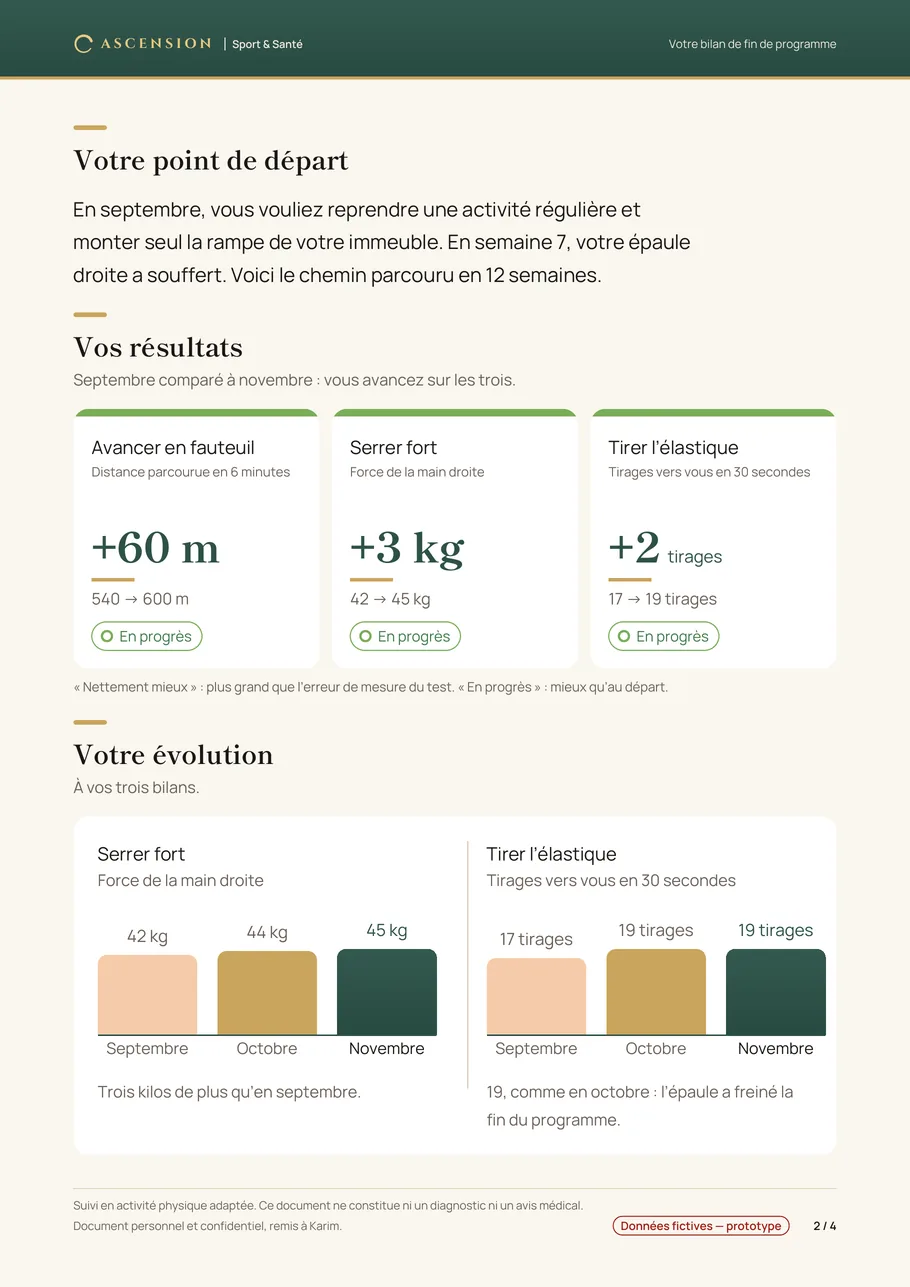 ASCENSION | Sport & Santé
Votre bilan de fin de programme
Votre point de départ
En septembre, vous vouliez reprendre une activité régulière et
monter seul la rampe de votre immeuble. En semaine 7, votre épaule
droite a souffert. Voici le chemin parcouru en 12 semaines.
Vos résultats
Septembre comparé à novembre : vous avancez sur les trois.
Avancer en fauteuil
Distance parcourue en 6 minutes
+60 m
540 → 600 m
En progrès
Serrer fort
Force de la main droite
+3 kg
42 → 45 kg
En progrès
Tirer l’élastique
Tirages vers vous en 30 secondes
+2 tirages
17 → 19 tirages
En progrès
« Nettement mieux » : plus grand que l’erreur de mesure du test. « En progrès » : mieux qu’au départ.
Votre évolution
À vos trois bilans.
Serrer fort
Force de la main droite
42 kg
44 kg
45 kg
Septembre
Octobre
Novembre
Trois kilos de plus qu’en septembre.
Tirer l’élastique
Tirages vers vous en 30 secondes
17 tirages
19 tirages
19 tirages
Septembre
Octobre
Novembre
19, comme en octobre : l’épaule a freiné la
fin du programme.
Suivi en activité physique adaptée. Ce document ne constitue ni un diagnostic ni un avis médical.
Document personnel et confidentiel, remis à Karim.
Données fictives — prototype
2 / 4